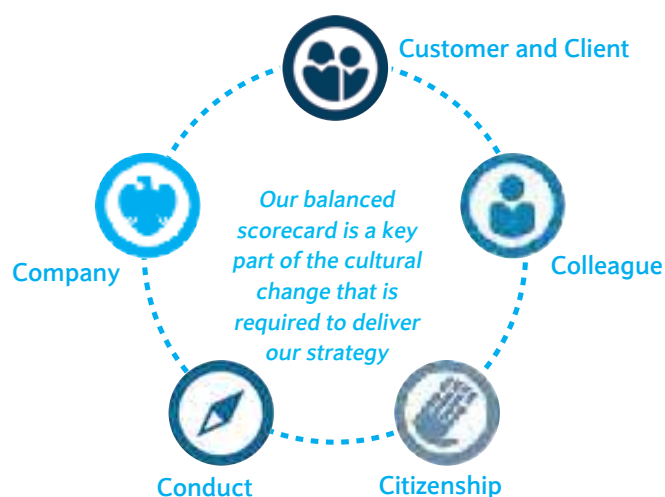 Customer and Client
Colleague
Citizenship
Conduct
Company
Our balanced
scorecard is a key
part of the cultural
change that is
required to deliver
our strategy